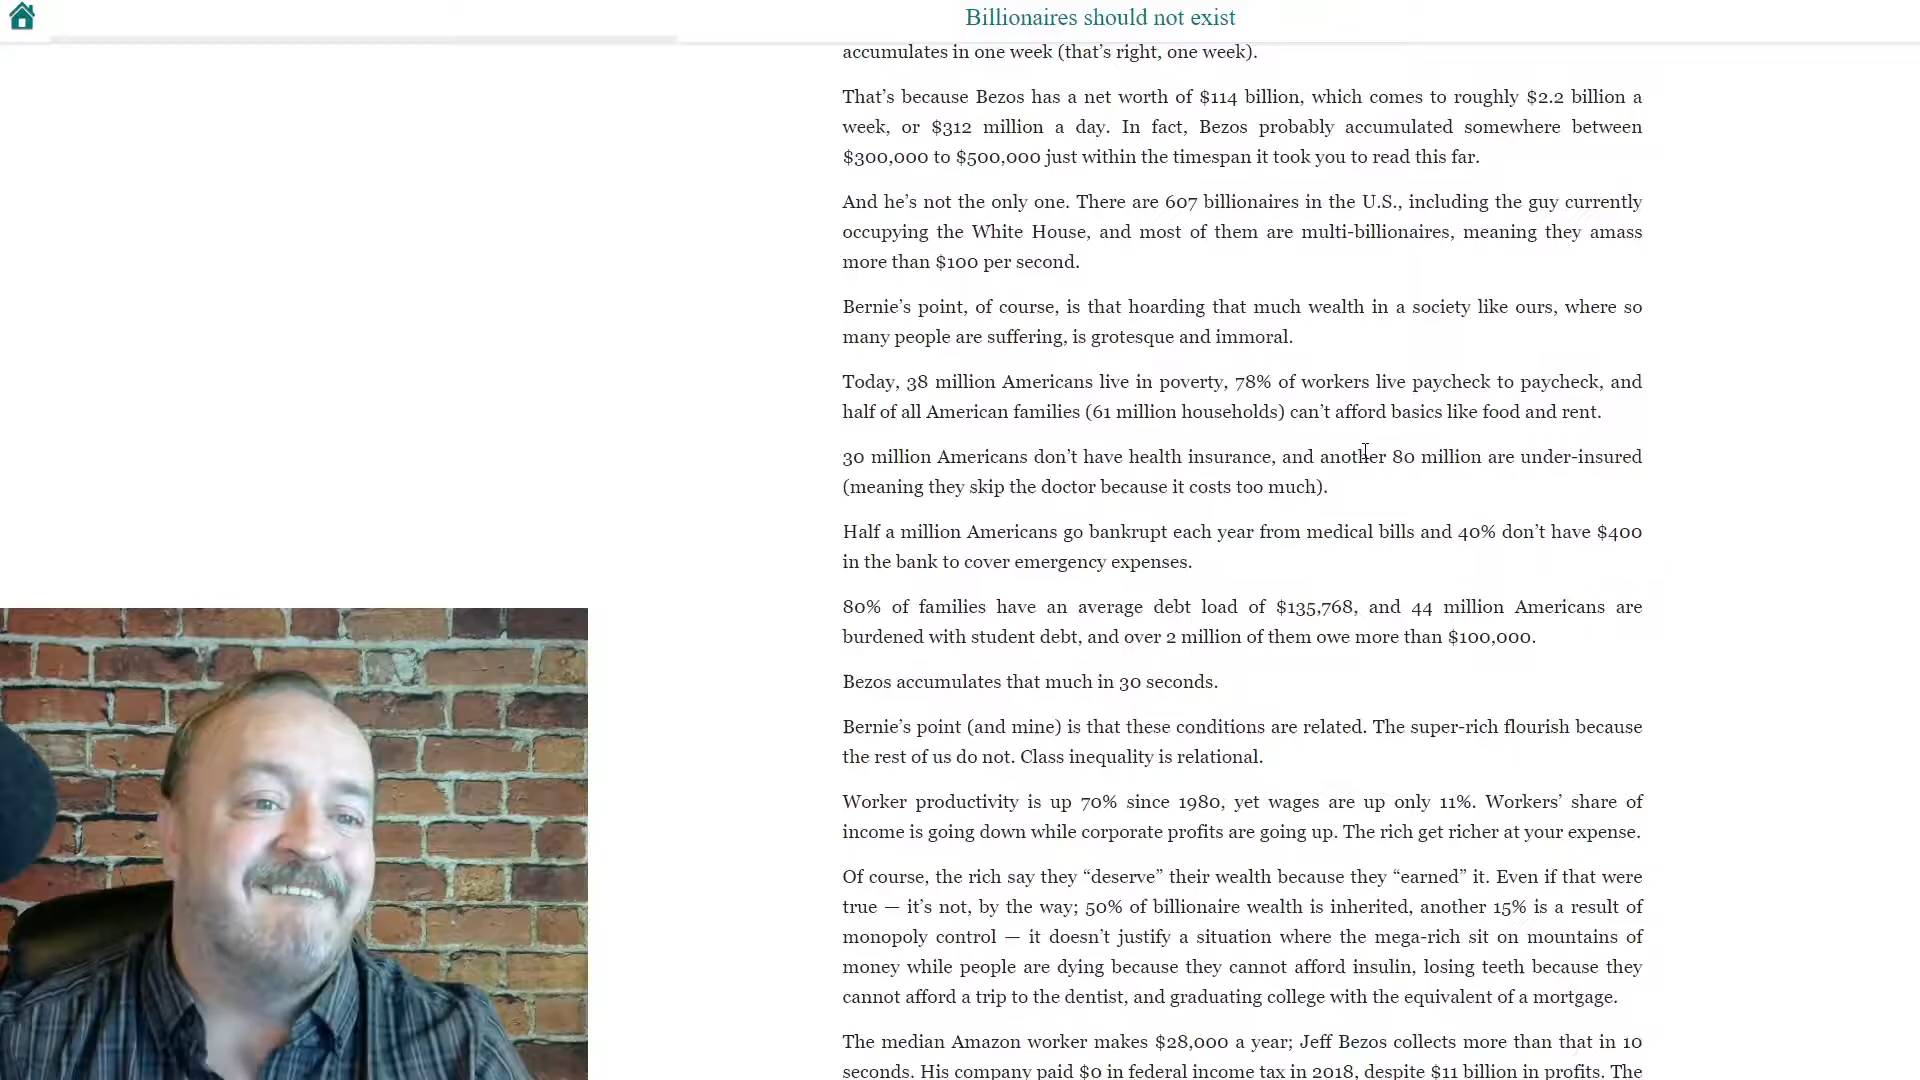 Billionaires should not exist
accumulates in one week (that’s right, one week).
That’s because Bezos has a net worth of $114 billion, which comes to roughly $2.2 billion a
week, or $312 million a day. In fact, Bezos probably accumulated somewhere between
$300,000 to $500,000 just within the timespan it took you to read this far.
And he’s not the only one. There are 607 billionaires in the U.S., including the guy currently
occupying the White House, and most of them are multi-billionaires, meaning they amass
more than $100 per second.
Bernie’s point, of course, is that hoarding that much wealth in a society like ours, where so
many people are suffering, is grotesque and immoral.
Today, 38 million Americans live in poverty, 78% of workers live paycheck to paycheck, and
half of all American families (61 million households) can’t afford basics like food and rent.
30 million Americans don’t have health insurance, and another 80 million are under-insured
(meaning they skip the doctor because it costs too much).
Half a million Americans go bankrupt each year from medical bills and 40% don’t have $400
in the bank to cover emergency expenses.
80% of families have an average debt load of $135,768, and 44 million Americans are
burdened with student debt, and over 2 million of them owe more than $100,000.
Bezos accumulates that much in 30 seconds.
Bernie’s point (and mine) is that these conditions are related. The super-rich flourish because
the rest of us do not. Class inequality is relational.
Worker productivity is up 70% since 1980, yet wages are up only 11%. Workers’ share of
income is going down while corporate profits are going up. The rich get richer at your expense.
Of course, the rich say they “deserve” their wealth because they “earned” it. Even if that were
true — it’s not, by the way; 50% of billionaire wealth is inherited, another 15% is a result of
monopoly control — it doesn’t justify a situation where the mega-rich sit on mountains of
money while people are dying because they cannot afford insulin, losing teeth because they
cannot afford a trip to the dentist, and graduating college with the equivalent of a mortgage.
The median Amazon worker makes $28,000 a year; Jeff Bezos collects more than that in 10
seconds. His company paid $0 in federal income tax in 2018, despite $11 billion in profits. The